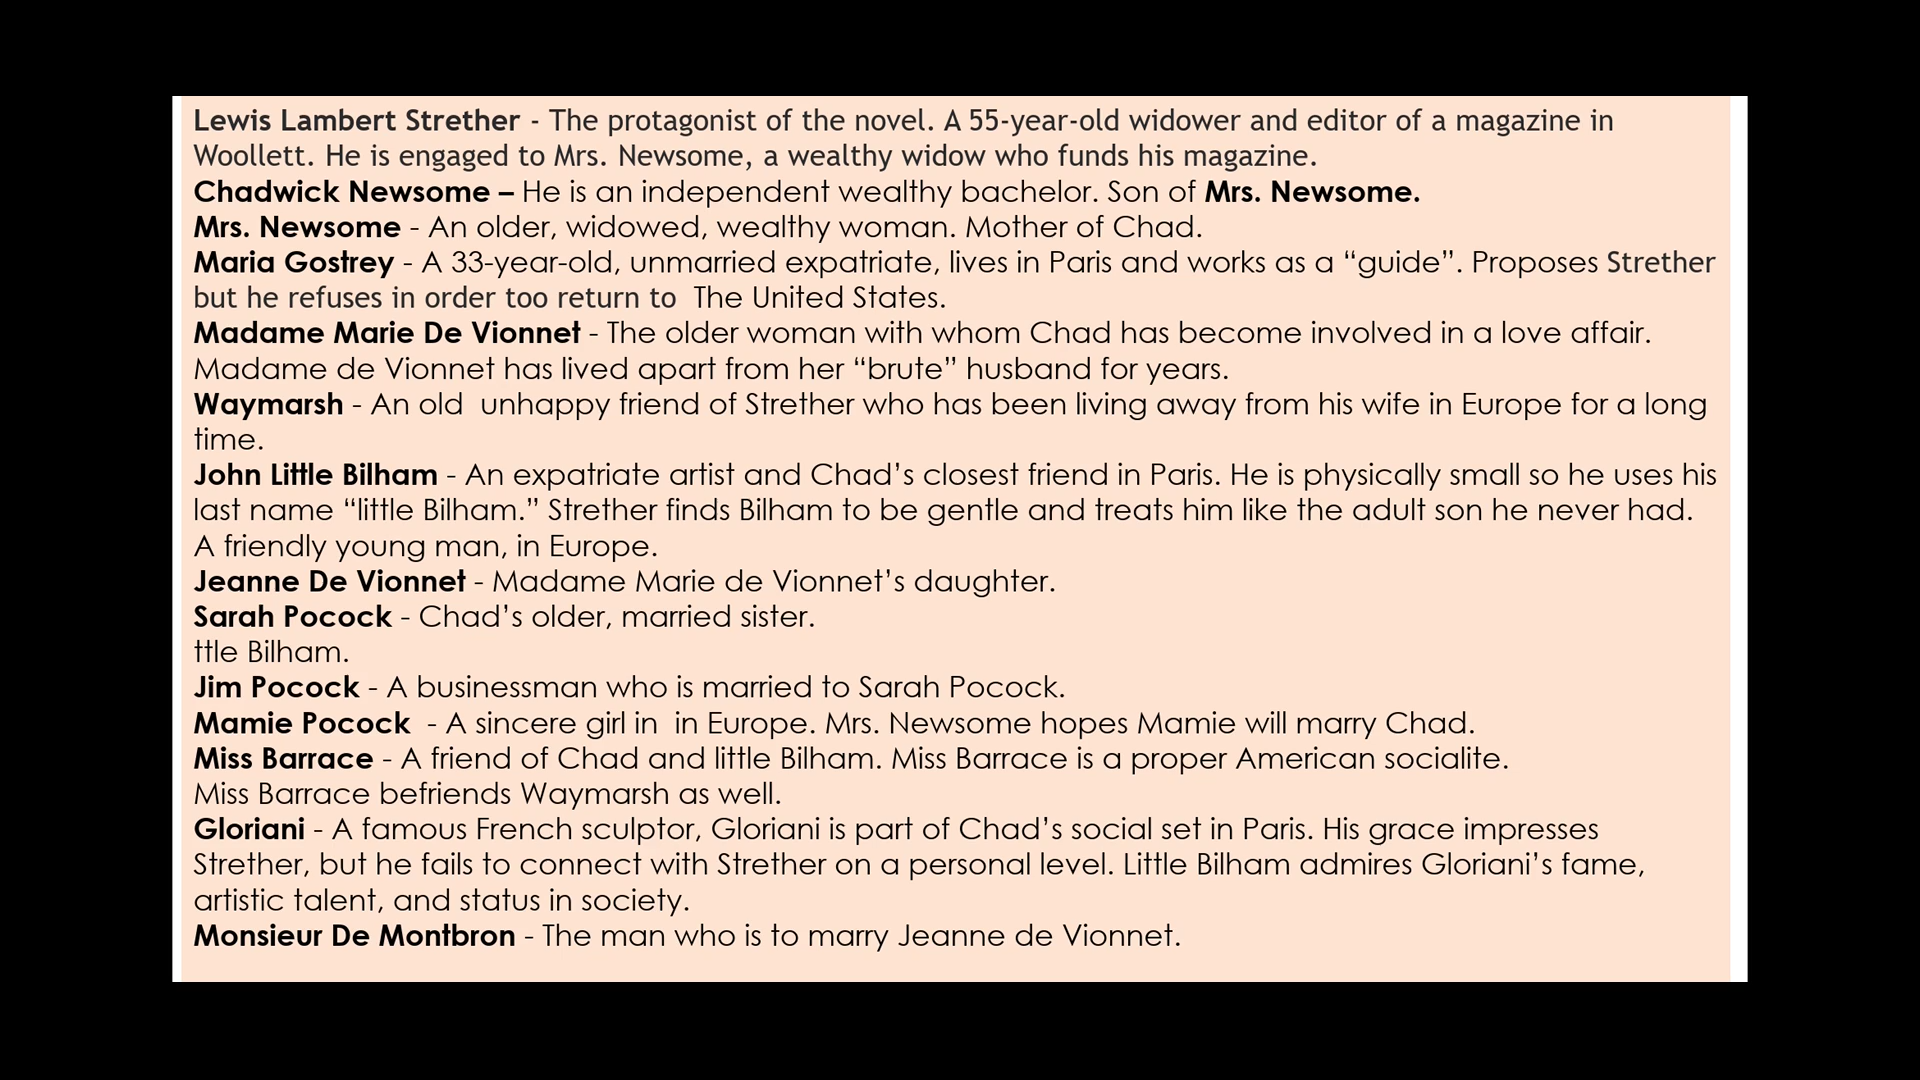 Lewis Lambert Strether - The protagonist of the novel. A 55-year-old widower and editor of a magazine in
Woollett. He is engaged to Mrs. Newsome, a wealthy widow who funds his magazine.
Chadwick Newsome – He is an independent wealthy bachelor. Son of Mrs. Newsome.
Mrs. Newsome - An older, widowed, wealthy woman. Mother of Chad.
Maria Gostrey - A 33-year-old, unmarried expatriate, lives in Paris and works as a “guide”. Proposes Strether
but he refuses in order too return to  The United States.
Madame Marie De Vionnet - The older woman with whom Chad has become involved in a love affair.
Madame de Vionnet has lived apart from her “brute” husband for years.
Waymarsh - An old  unhappy friend of Strether who has been living away from his wife in Europe for a long
time.
John Little Bilham - An expatriate artist and Chad’s closest friend in Paris. He is physically small so he uses his
last name “little Bilham.” Strether finds Bilham to be gentle and treats him like the adult son he never had.
A friendly young man, in Europe.
Jeanne De Vionnet - Madame Marie de Vionnet’s daughter.
Sarah Pocock - Chad’s older, married sister.
ttle Bilham.
Jim Pocock - A businessman who is married to Sarah Pocock.
Mamie Pocock  - A sincere girl in  in Europe. Mrs. Newsome hopes Mamie will marry Chad.
Miss Barrace - A friend of Chad and little Bilham. Miss Barrace is a proper American socialite.
Miss Barrace befriends Waymarsh as well.
Gloriani - A famous French sculptor, Gloriani is part of Chad’s social set in Paris. His grace impresses
Strether, but he fails to connect with Strether on a personal level. Little Bilham admires Gloriani’s fame,
artistic talent, and status in society.
Monsieur De Montbron - The man who is to marry Jeanne de Vionnet.